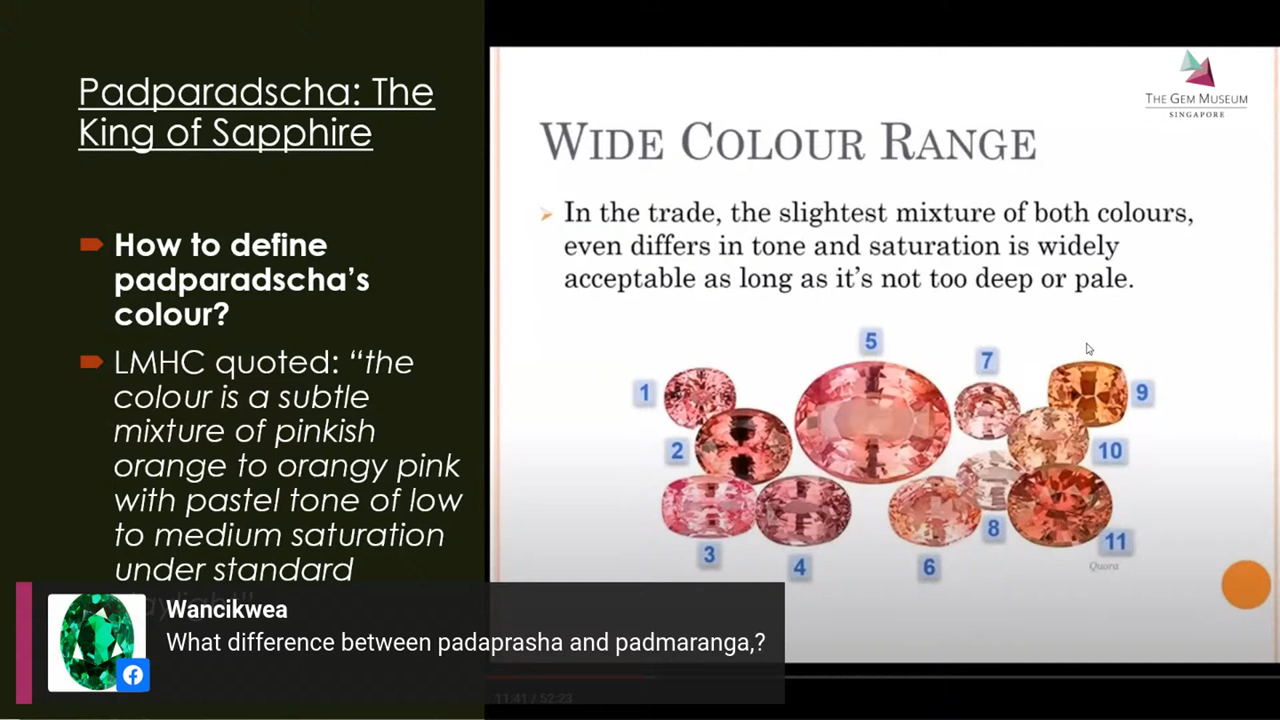 Padparadscha: The
King of Sapphire
How to define
padparadscha’s
colour?
LMHC quoted: “the
colour is a subtle
mixture of pinkish
orange to orangy pink
with pastel tone of low
to medium saturation
under standard
Wancikwea
What difference between padaprasha and padmaranga,?
THE GEM MUSEUM
SINGAPORE
WIDE COLOUR RANGE
In the trade, the slightest mixture of both colours,
even differs in tone and saturation is widely
acceptable as long as it’s not too deep or pale.
1
2
3
4
5
6
7
8
9
10
11
Quora
11:41 / 52:23